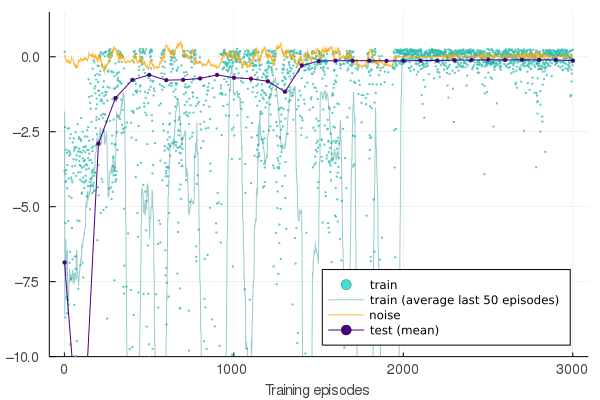 0.0
−2.5
−5.0
−7.5
−10.0
train
train (average last 50 episodes)
noise
test (mean)
0 1000 2000 3000
Training episodes